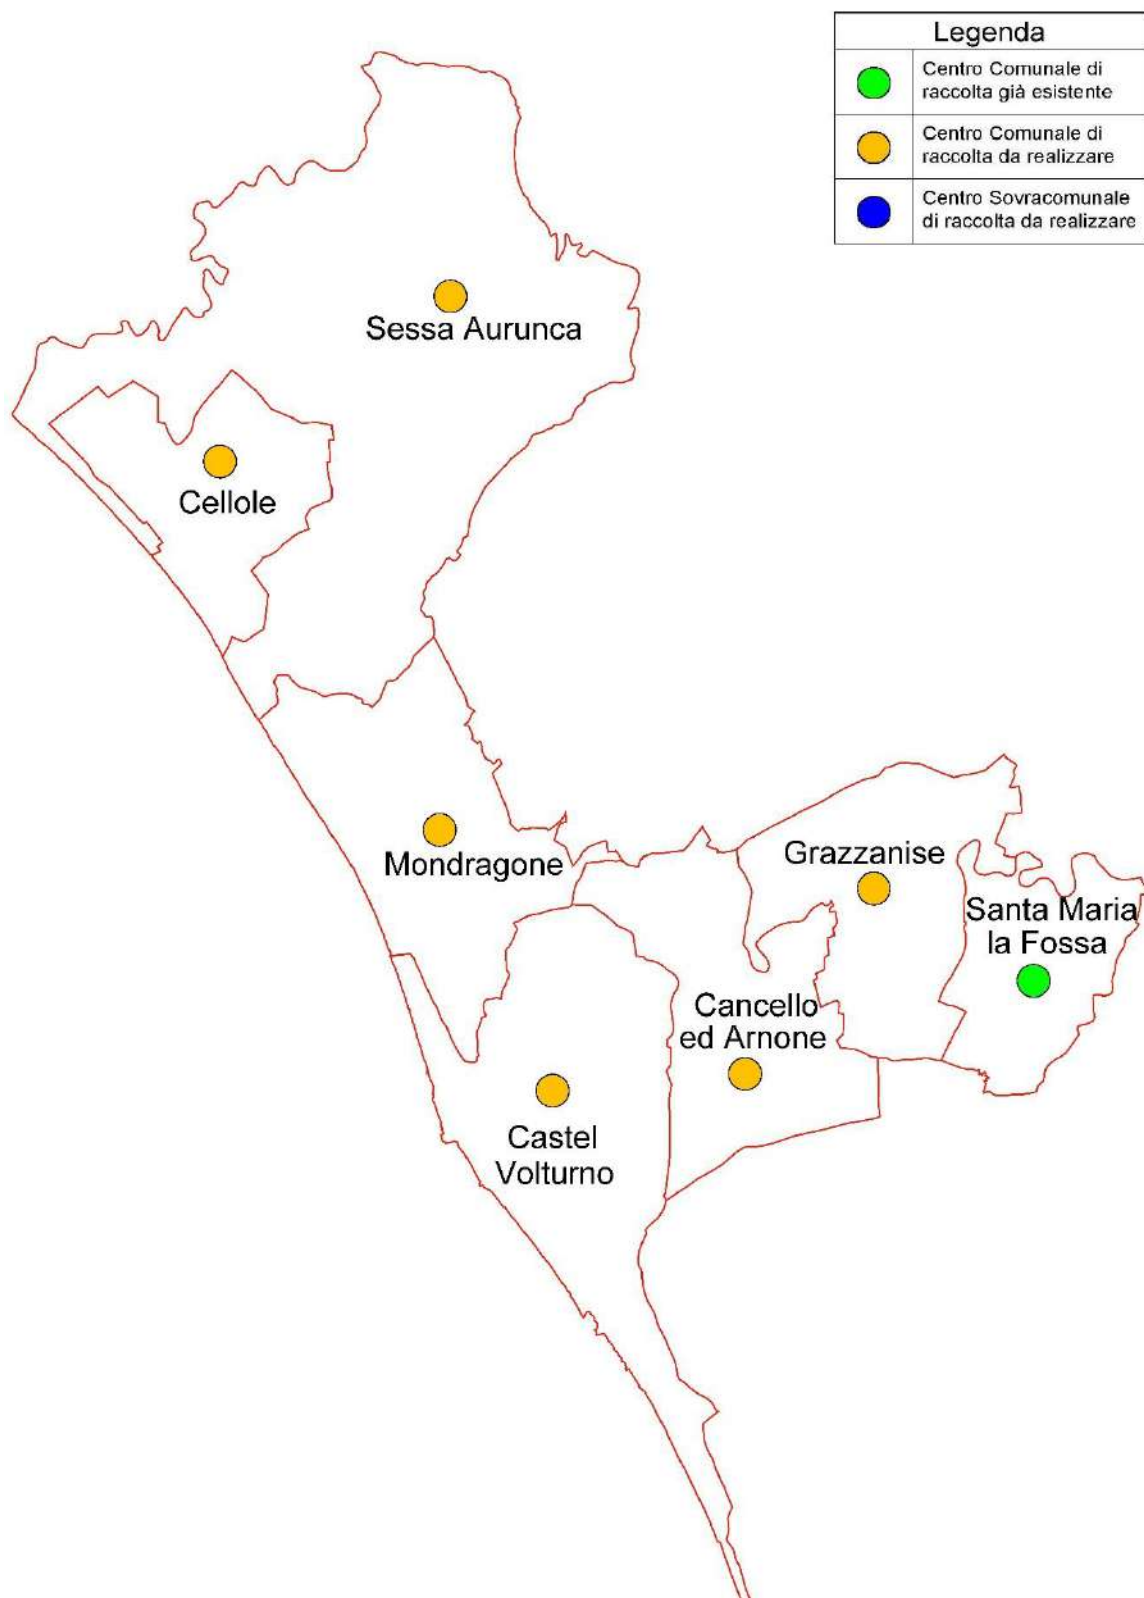 Legenda
Centro Comunale di
raccolta già esistente
Centro Comunale di
raccolta da realizzare
Centro Sovracomunale
di raccolta da realizzare
Sessa Aurunca
Cellole
Mondragone
Grazzanise
Santa Maria
la Fossa
Cancello
ed Arnone
Castel
Volturno